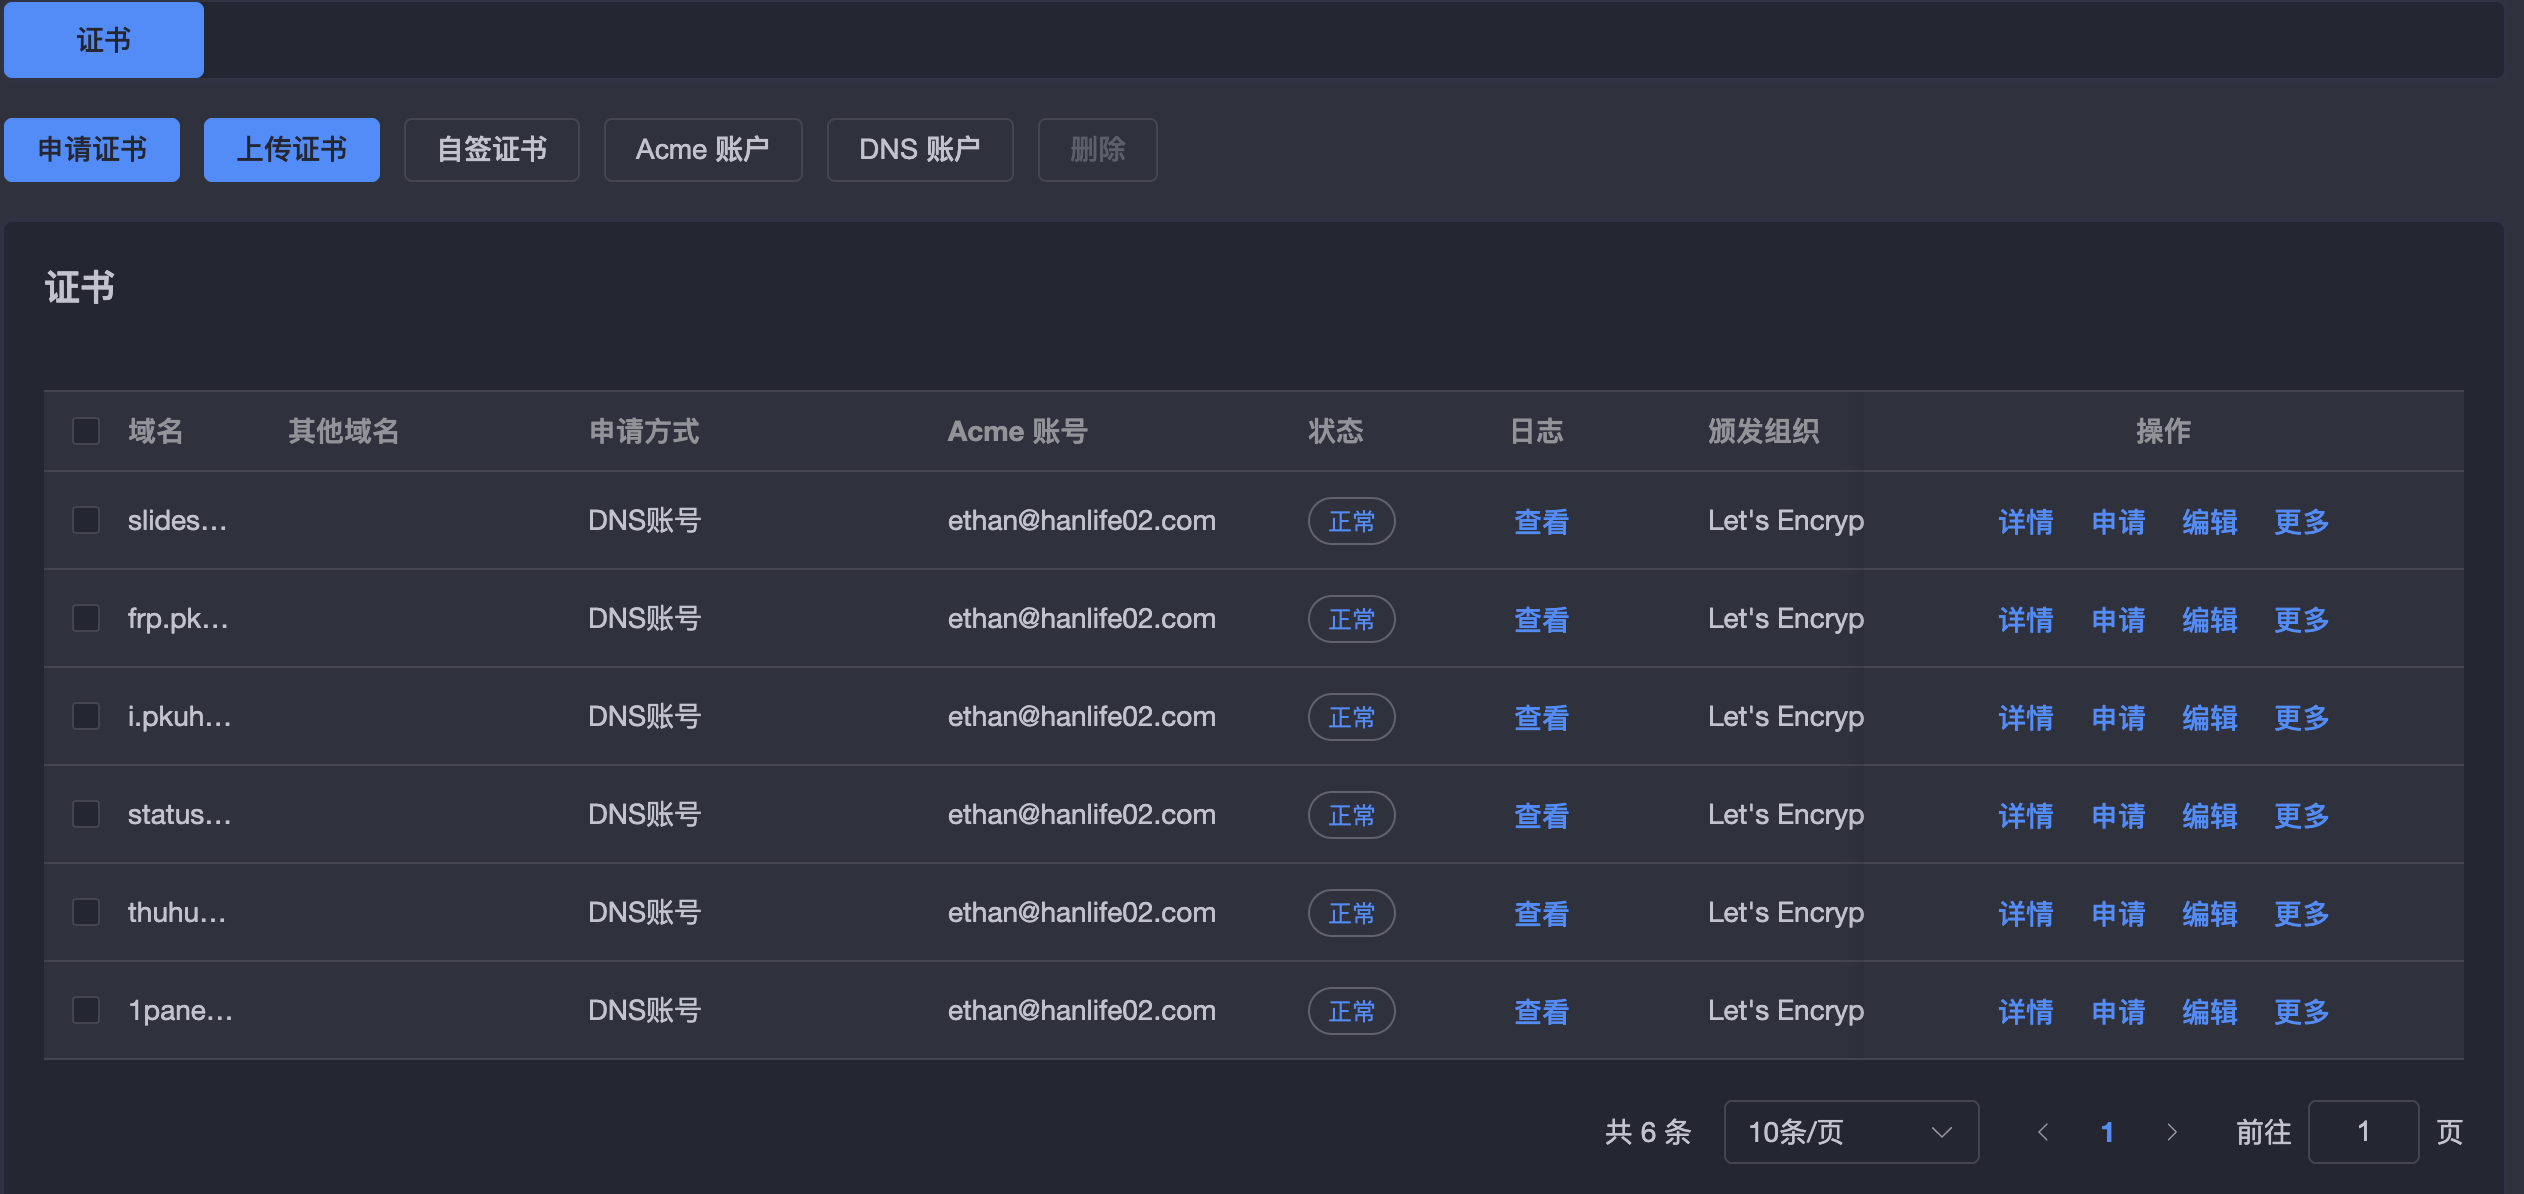 证书
申请证书 上传证书 自签证书 Acme 账户 DNS 账户 删除
证书
域名 其他域名 申请方式 Acme 账号 状态 日志 颁发组织 操作
slides... DNS账号 ethan@hanlife02.com 正常 查看 Let's Encryp 详情 申请 编辑 更多
frp.pk... DNS账号 ethan@hanlife02.com 正常 查看 Let's Encryp 详情 申请 编辑 更多
i.pkuh... DNS账号 ethan@hanlife02.com 正常 查看 Let's Encryp 详情 申请 编辑 更多
status... DNS账号 ethan@hanlife02.com 正常 查看 Let's Encryp 详情 申请 编辑 更多
thuhu... DNS账号 ethan@hanlife02.com 正常 查看 Let's Encryp 详情 申请 编辑 更多
1pane... DNS账号 ethan@hanlife02.com 正常 查看 Let's Encryp 详情 申请 编辑 更多
共 6 条 10条/页 1 前往 1 页